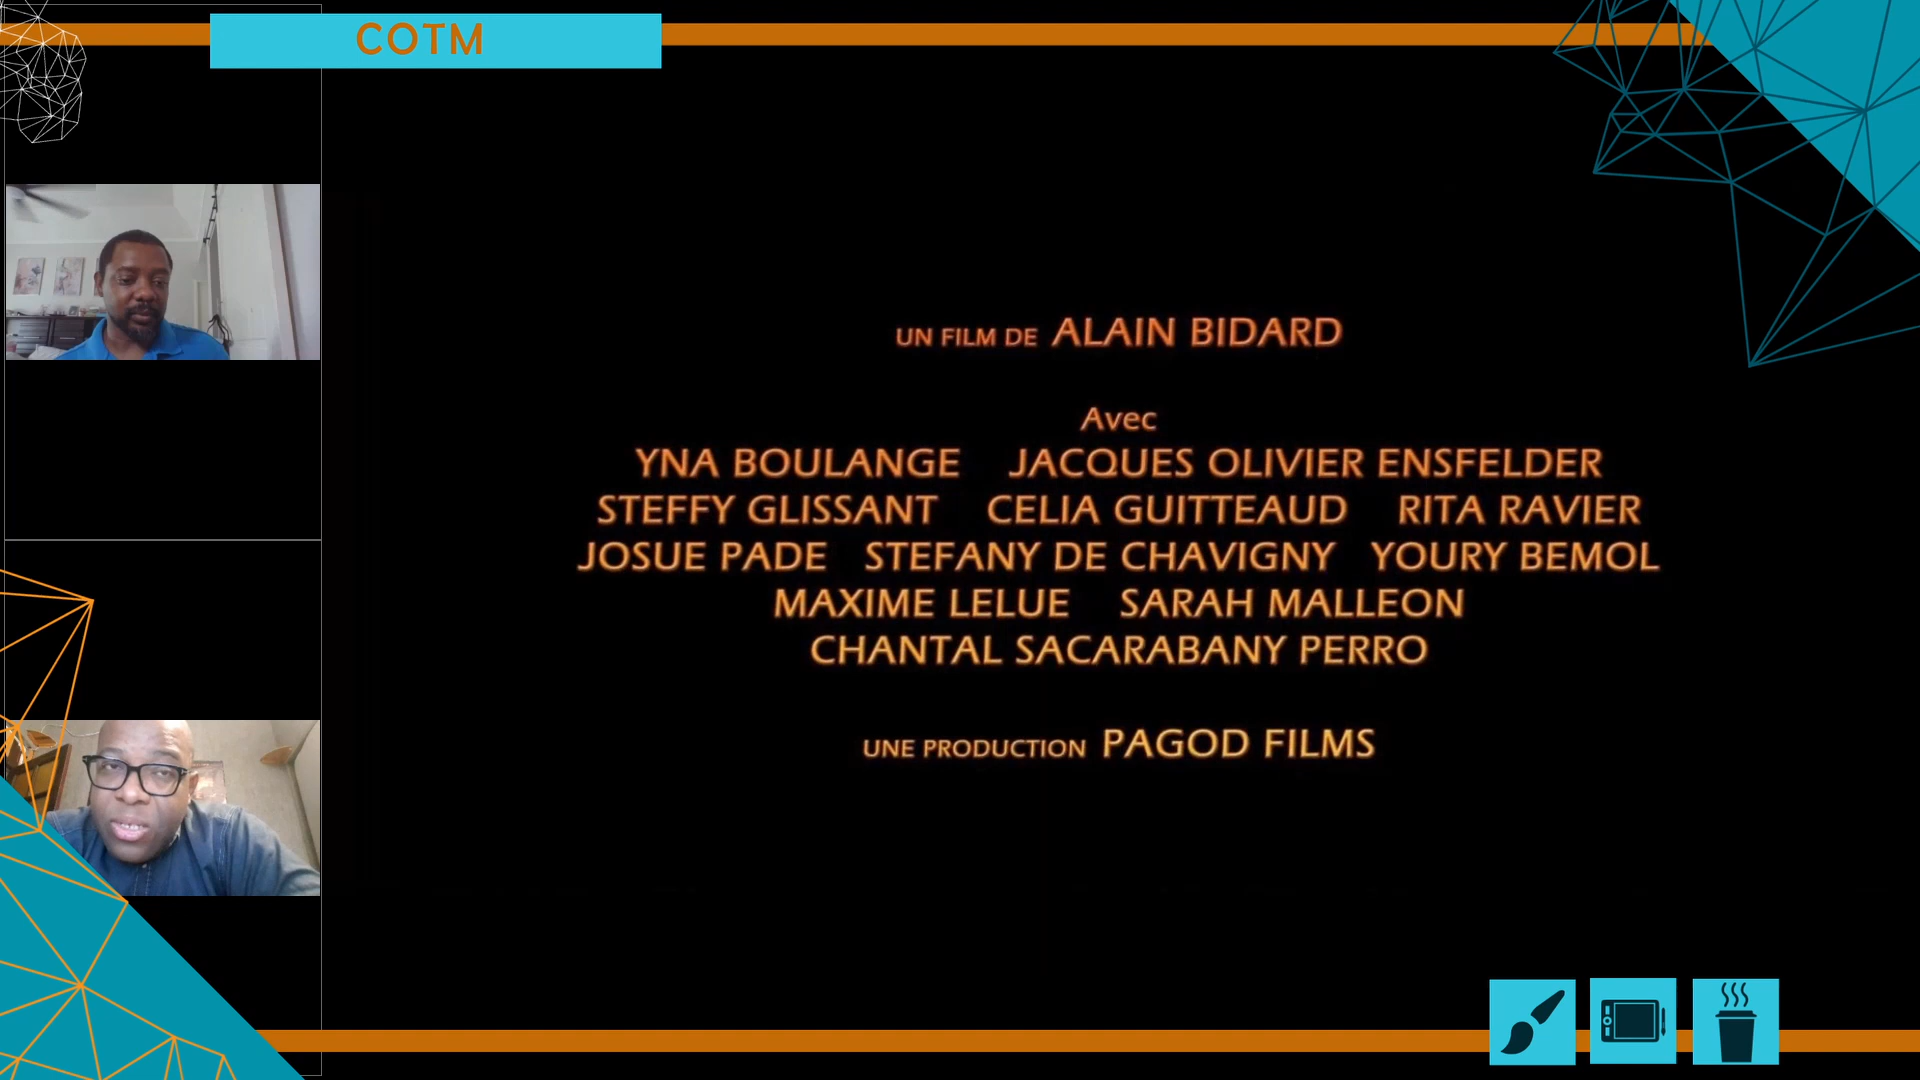 COTM
UN FILM DE ALAIN BIDARD
Avec
YNA BOULANGE JACQUES OLIVIER ENSFELDER
STEFFY GLISSANT CELIA GUITTEAUD RITA RAVIER
JOSUE PADE STEFANY DE CHAVIGNY YOURY BEMOL
MAXIME LELUE SARAH MALLEON
CHANTAL SACARABANY PERRO
UNE PRODUCTION PAGOD FILMS